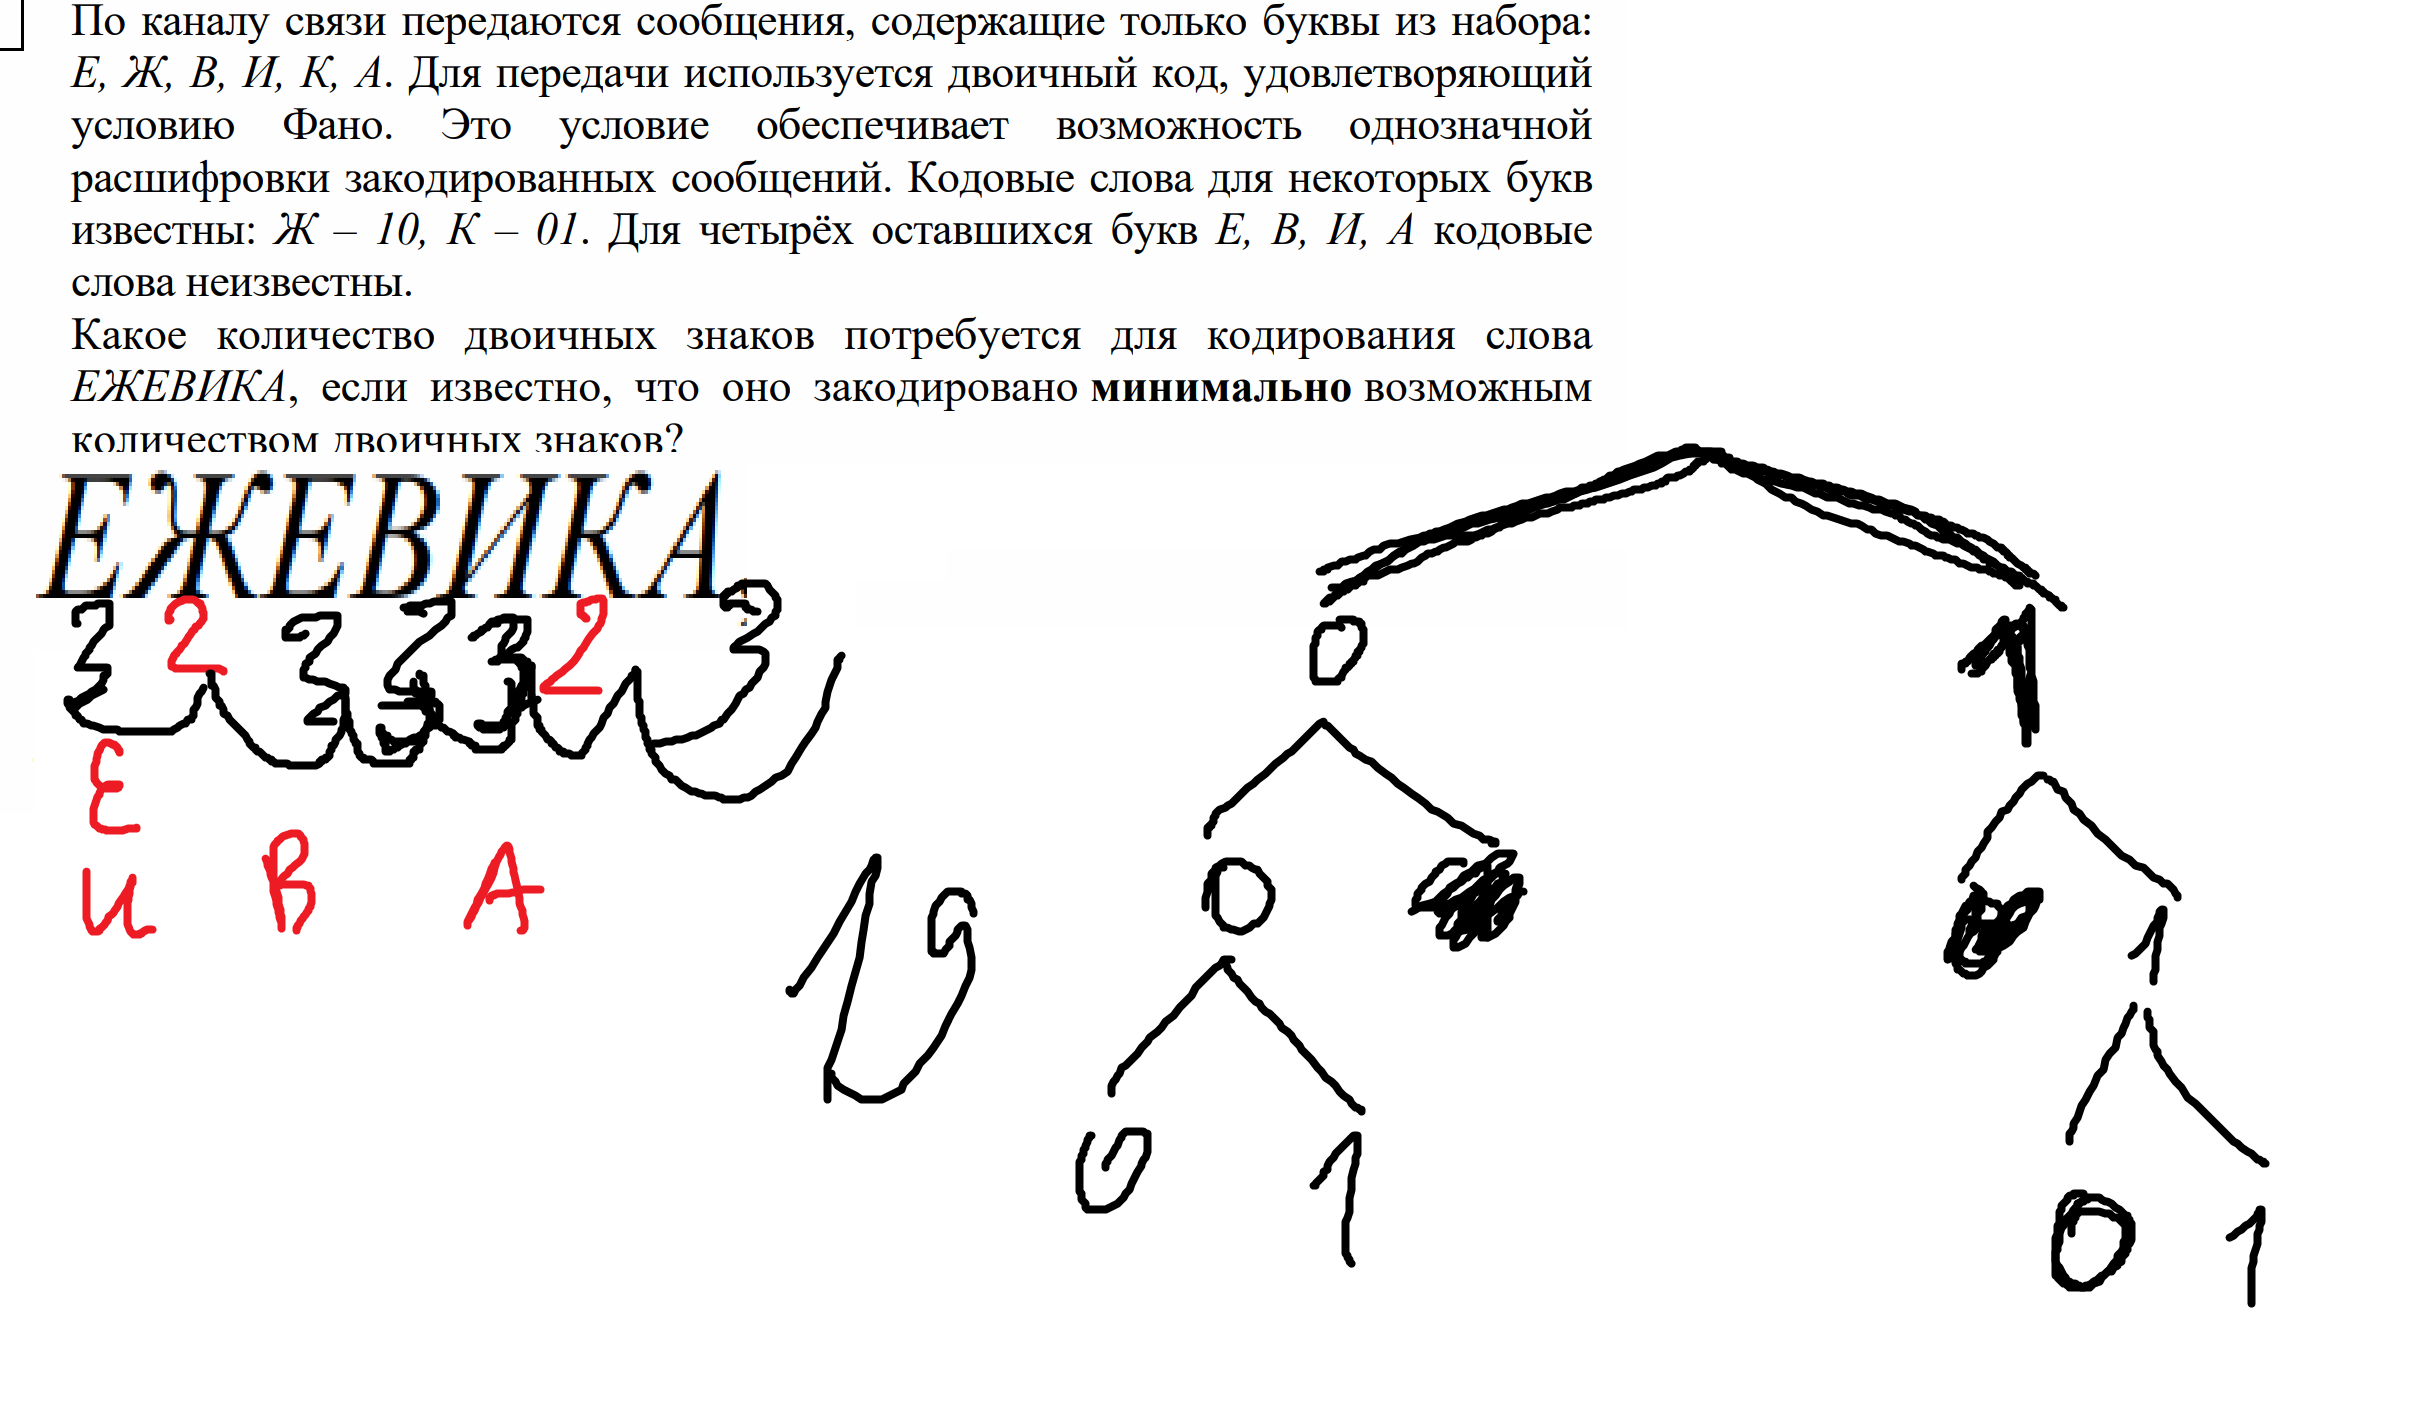 По каналу связи передаются сообщения, содержащие только буквы из набора:
Е, Ж, В, И, К, А. Для передачи используется двоичный код, удовлетворяющий
условию Фано. Это условие обеспечивает возможность однозначной
расшифровки закодированных сообщений. Кодовые слова для некоторых букв
известны: Ж – 10, К – 01. Для четырёх оставшихся букв Е, В, И, А кодовые
слова неизвестны.
Какое количество двоичных знаков потребуется для кодирования слова
ЕЖЕВИКА, если известно, что оно закодировано минимально возможным
количеством двоичных знаков?
ЕЖЕВИКА
3 2 3 3 3 2 3
Е
И В А
19
0 1
0 1
0 1 0 1